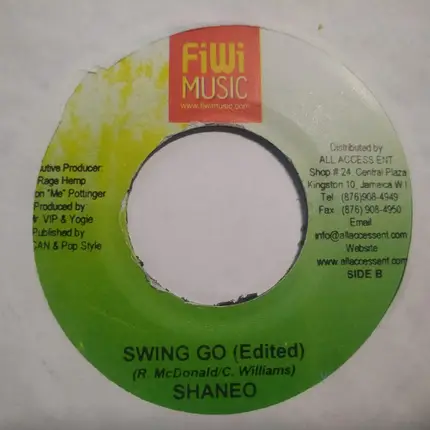 FiWi
MUSIC
www.fiwimusic.com
utive Producer:
Rage Hemp
on "Me" Pottinger
Produced by
r VIP & Yogie
Published by
CAN & Pop Style
Distributed by
ALL ACCESS ENT
Shop # 24, Central Plaza
Kingston 10, Jamaica W I
Tel (876)908-4949
Fax (876) 908-4950
Email
info@allaccessent.com
Website
www.allaccessent.com
SIDE B
SWING GO (Edited)
(R. McDonald/C. Williams)
SHANEO